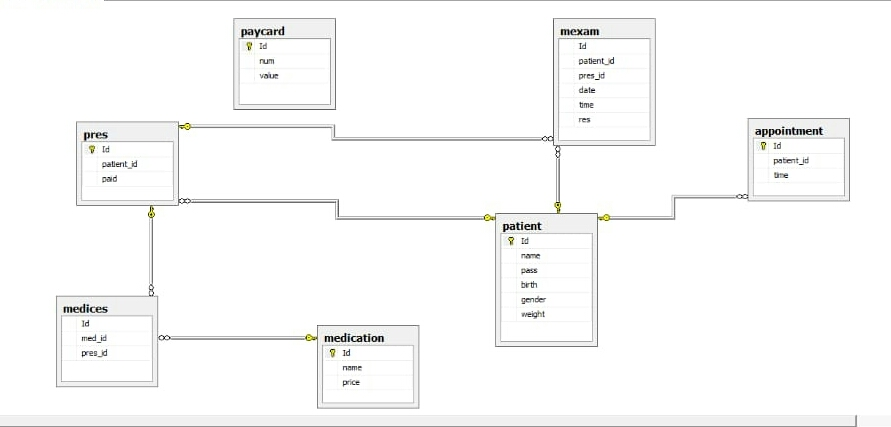 paycard
Id
num
value
mexam
Id
patient_id
pres_id
date
time
res
pres
Id
patient_id
paid
appointment
Id
patient_id
time
patient
Id
name
pass
birth
gender
weight
medices
Id
med_id
pres_id
medication
Id
name
price